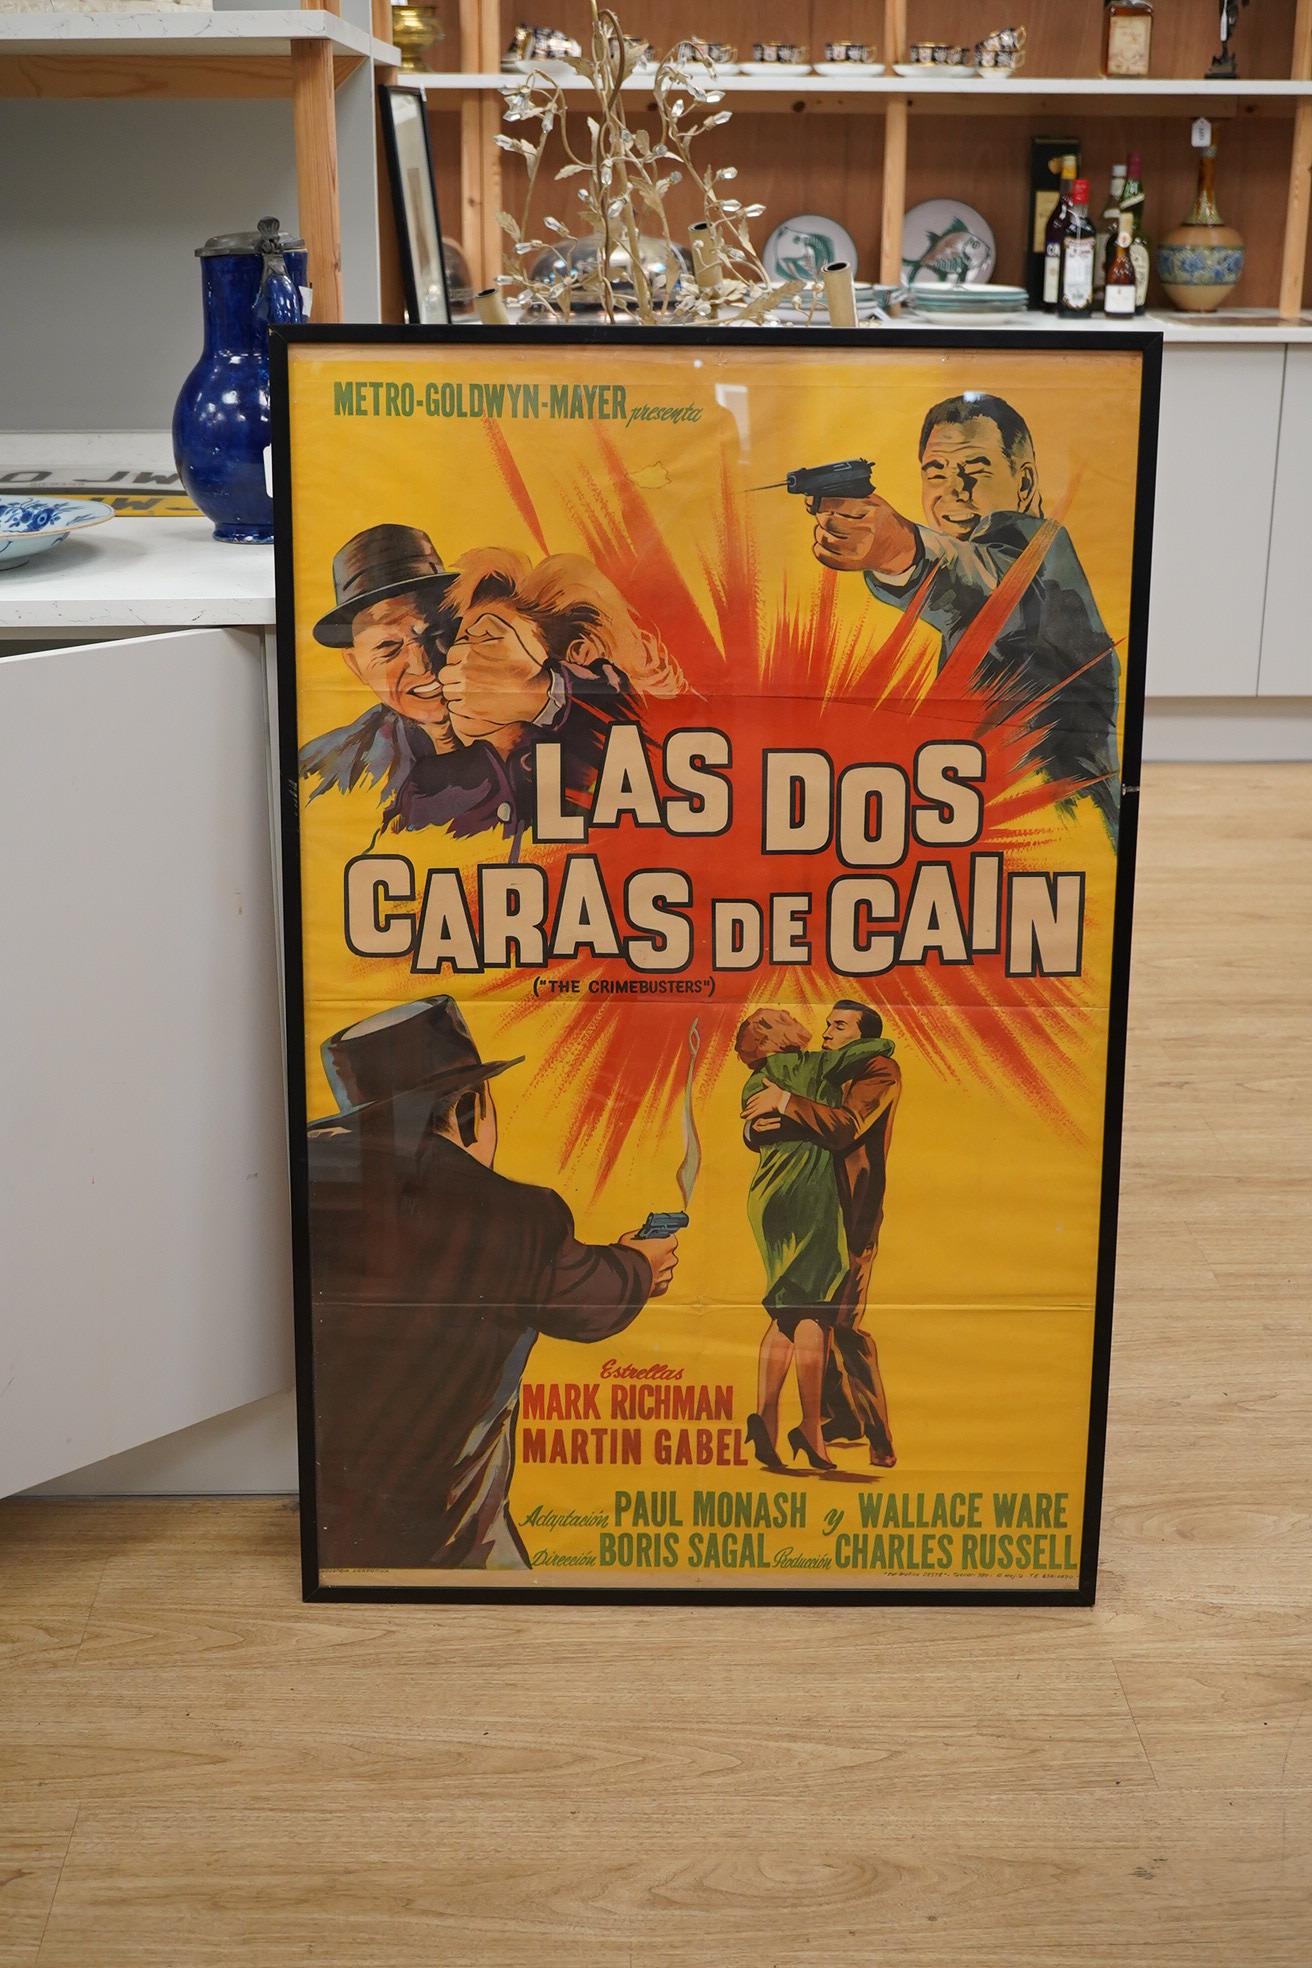 METRO-GOLDWYN-MAYER presenta
LAS DOS
CARAS DE CAIN
("THE CRIMEBUSTERS")
Estrellas
MARK RICHMAN
MARTIN GABEL
Adaptación PAUL MONASH y WALLACE WARE
Dirección BORIS SAGAL Producción CHARLES RUSSELL